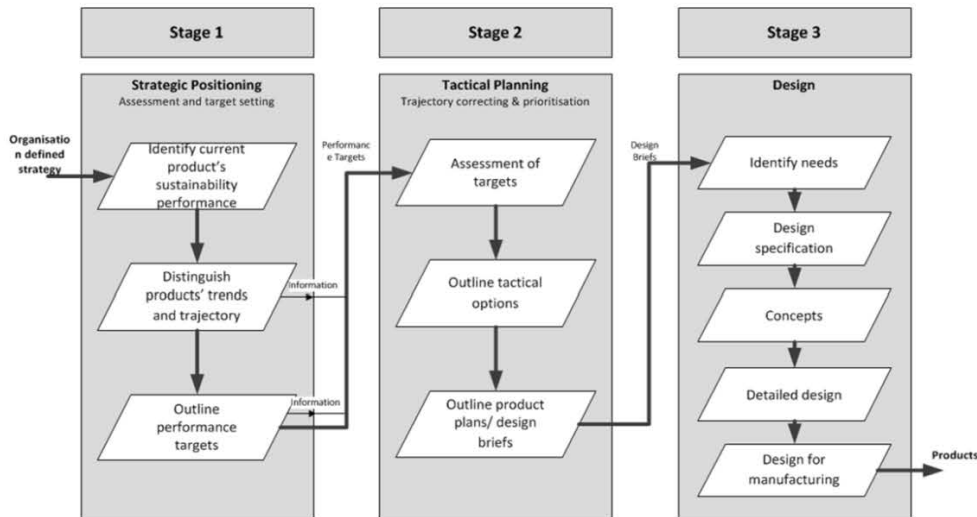 Stage 1
Stage 2
Stage 3
Strategic Positioning
Assessment and target setting
Organisatio
n defined
strategy
Identify current
product's
sustainability
performance
Distinguish
products' trends
and trajectory
Information
Outline
performance
targets
Information
Performanc
e Targets
Tactical Planning
Trajectory correcting & prioritisation
Assessment of
targets
Outline tactical
options
Outline product
plans/ design
briefs
Design
Briefs
Design
Identify needs
Design
specification
Concepts
Detailed design
Design for
manufacturing
Products